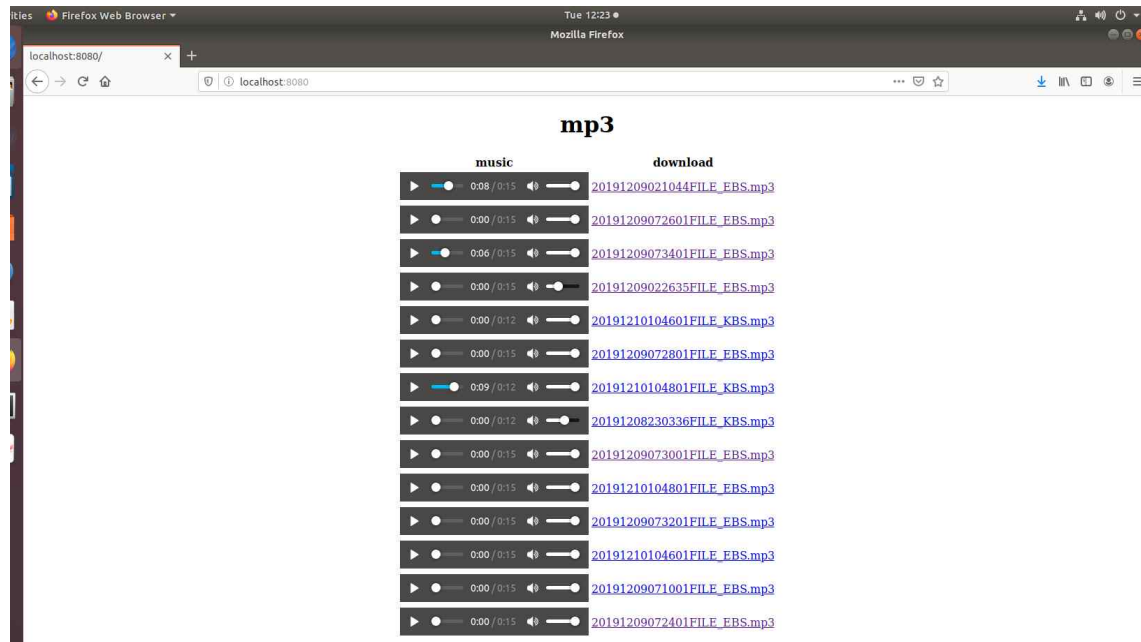 ities Firefox Web Browser Tue 12:23
Mozilla Firefox
localhost:8080/
localhost:8080
mp3
music download
0:08 / 0:15 20191209021044FILE_EBS.mp3
0:00 / 0:15 20191209072601FILE_EBS.mp3
0:06 / 0:15 20191209073401FILE_EBS.mp3
0:00 / 0:15 20191209022635FILE_EBS.mp3
0:00 / 0:12 20191210104601FILE_KBS.mp3
0:00 / 0:15 20191209072801FILE_EBS.mp3
0:09 / 0:12 20191210104801FILE_KBS.mp3
0:00 / 0:12 20191208230336FILE_KBS.mp3
0:00 / 0:15 20191209073001FILE_EBS.mp3
0:00 / 0:15 20191210104801FILE_EBS.mp3
0:00 / 0:15 20191209073201FILE_EBS.mp3
0:00 / 0:15 20191210104601FILE_EBS.mp3
0:00 / 0:15 20191209071001FILE_EBS.mp3
0:00 / 0:15 20191209072401FILE_EBS.mp3